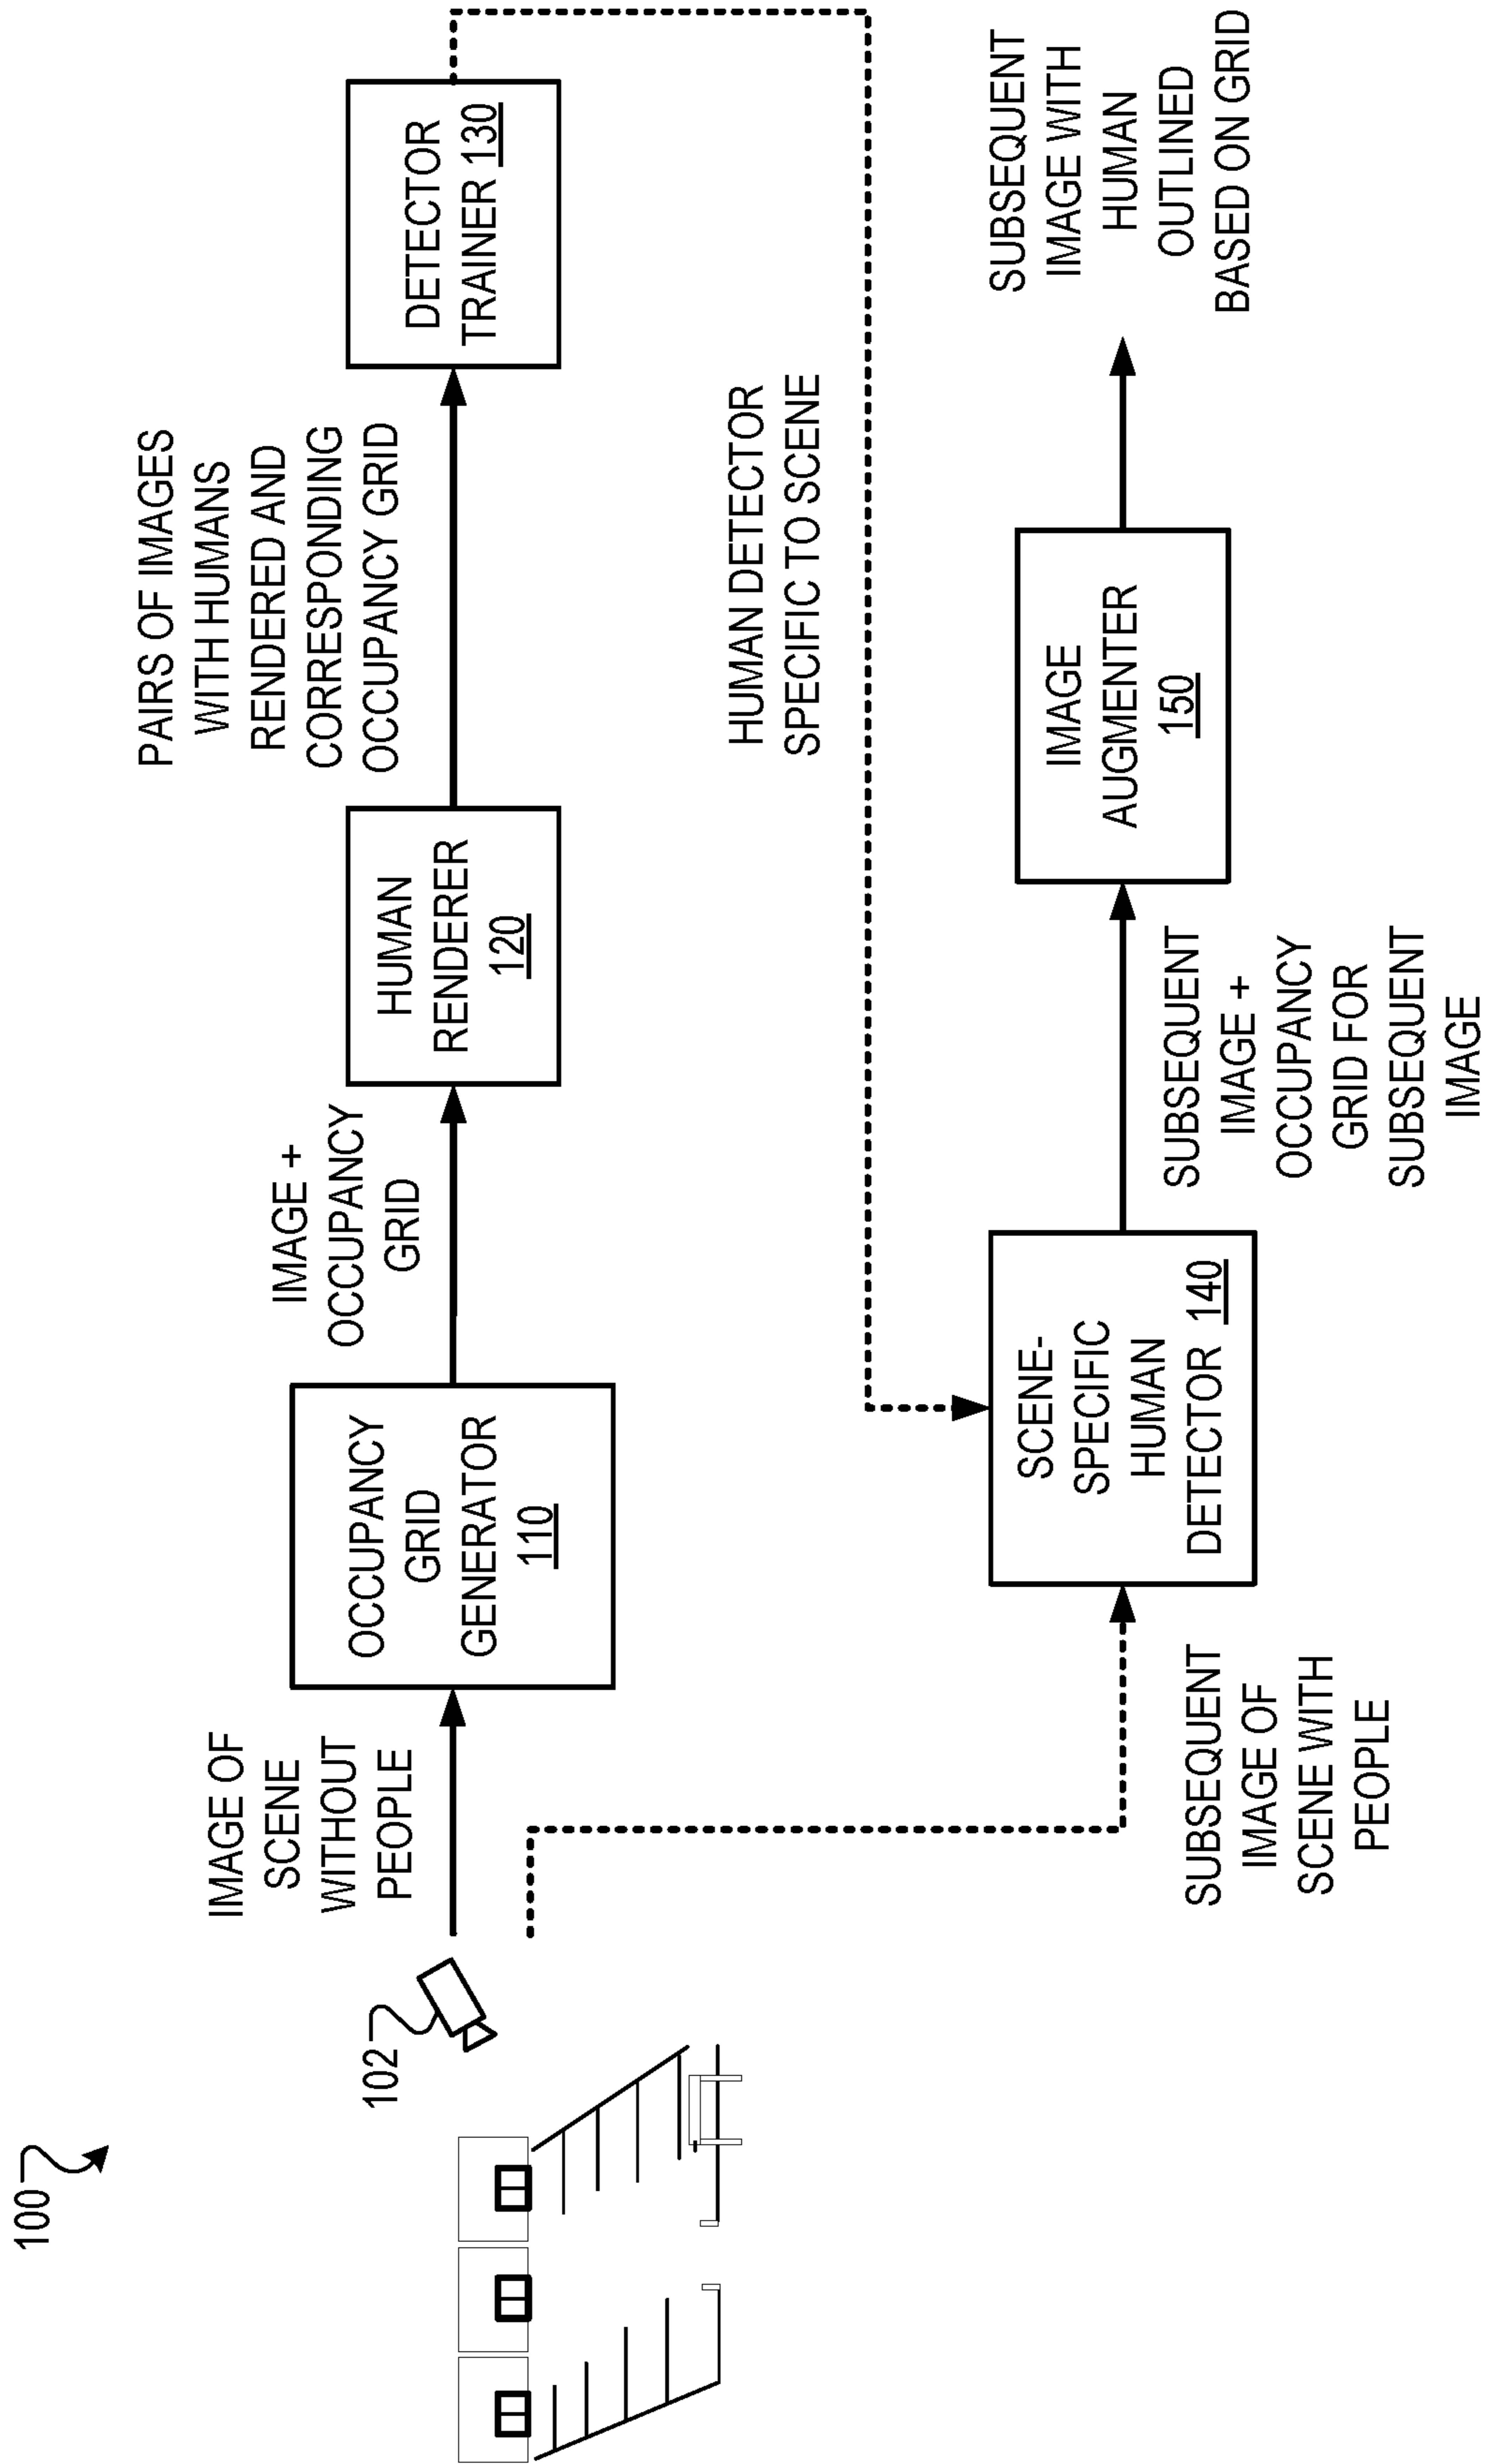 100
102
IMAGE OF
SCENE
WITHOUT
PEOPLE
OCCUPANCY
GRID
GENERATOR
110
IMAGE +
OCCUPANCY
GRID
HUMAN
RENDERER
120
PAIRS OF IMAGES
WITH HUMANS
RENDERED AND
CORRESPONDING
OCCUPANCY GRID
DETECTOR
TRAINER 130
HUMAN DETECTOR
SPECIFIC TO SCENE
SUBSEQUENT
IMAGE OF
SCENE WITH
PEOPLE
SCENE-
SPECIFIC
HUMAN
DETECTOR 140
SUBSEQUENT
IMAGE +
OCCUPANCY
GRID FOR
SUBSEQUENT
IMAGE
IMAGE
AUGMENTER
150
SUBSEQUENT
IMAGE WITH
HUMAN
OUTLINED
BASED ON GRID